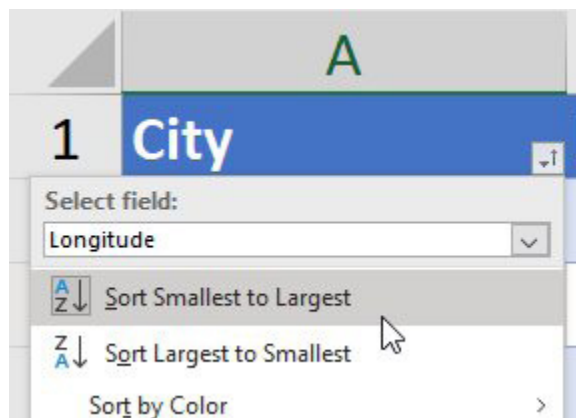 A
1 City
Select field:
Longitude
Sort Smallest to Largest
Sort Largest to Smallest
Sort by Color